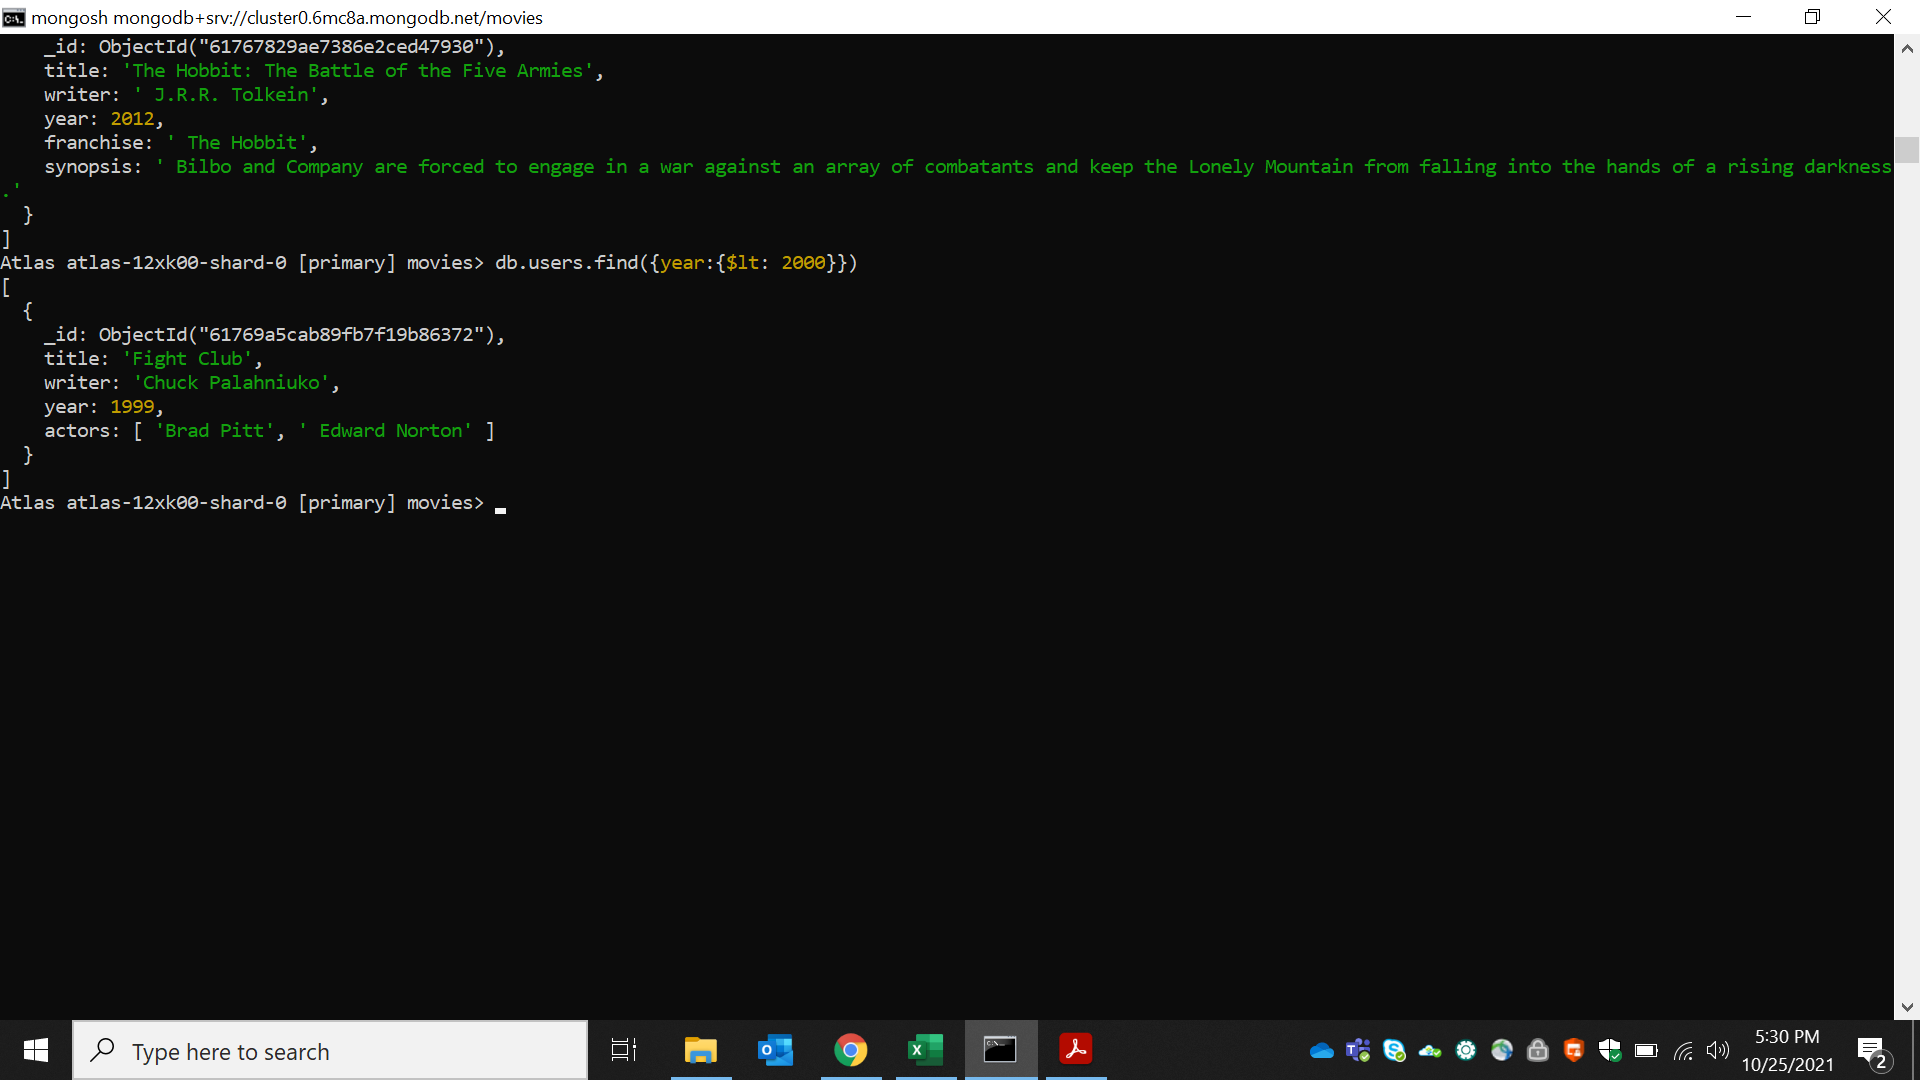 mongosh mongodb+srv://cluster0.6mc8a.mongodb.net/movies
_id: ObjectId("61767829ae7386e2ced47930"),
title: 'The Hobbit: The Battle of the Five Armies',
writer: ' J.R.R. Tolkein',
year: 2012,
franchise: ' The Hobbit',
synopsis: ' Bilbo and Company are forced to engage in a war against an array of combatants and keep the Lonely Mountain from falling into the hands of a rising darkness
.'
}
]
Atlas atlas-12xk00-shard-0 [primary] movies> db.users.find({year:{$lt: 2000}})
[
{
_id: ObjectId("61769a5cab89fb7f19b86372"),
title: 'Fight Club',
writer: 'Chuck Palahniuko',
year: 1999,
actors: [ 'Brad Pitt', ' Edward Norton' ]
}
]
Atlas atlas-12xk00-shard-0 [primary] movies>
Type here to search
5:30 PM
10/25/2021
2